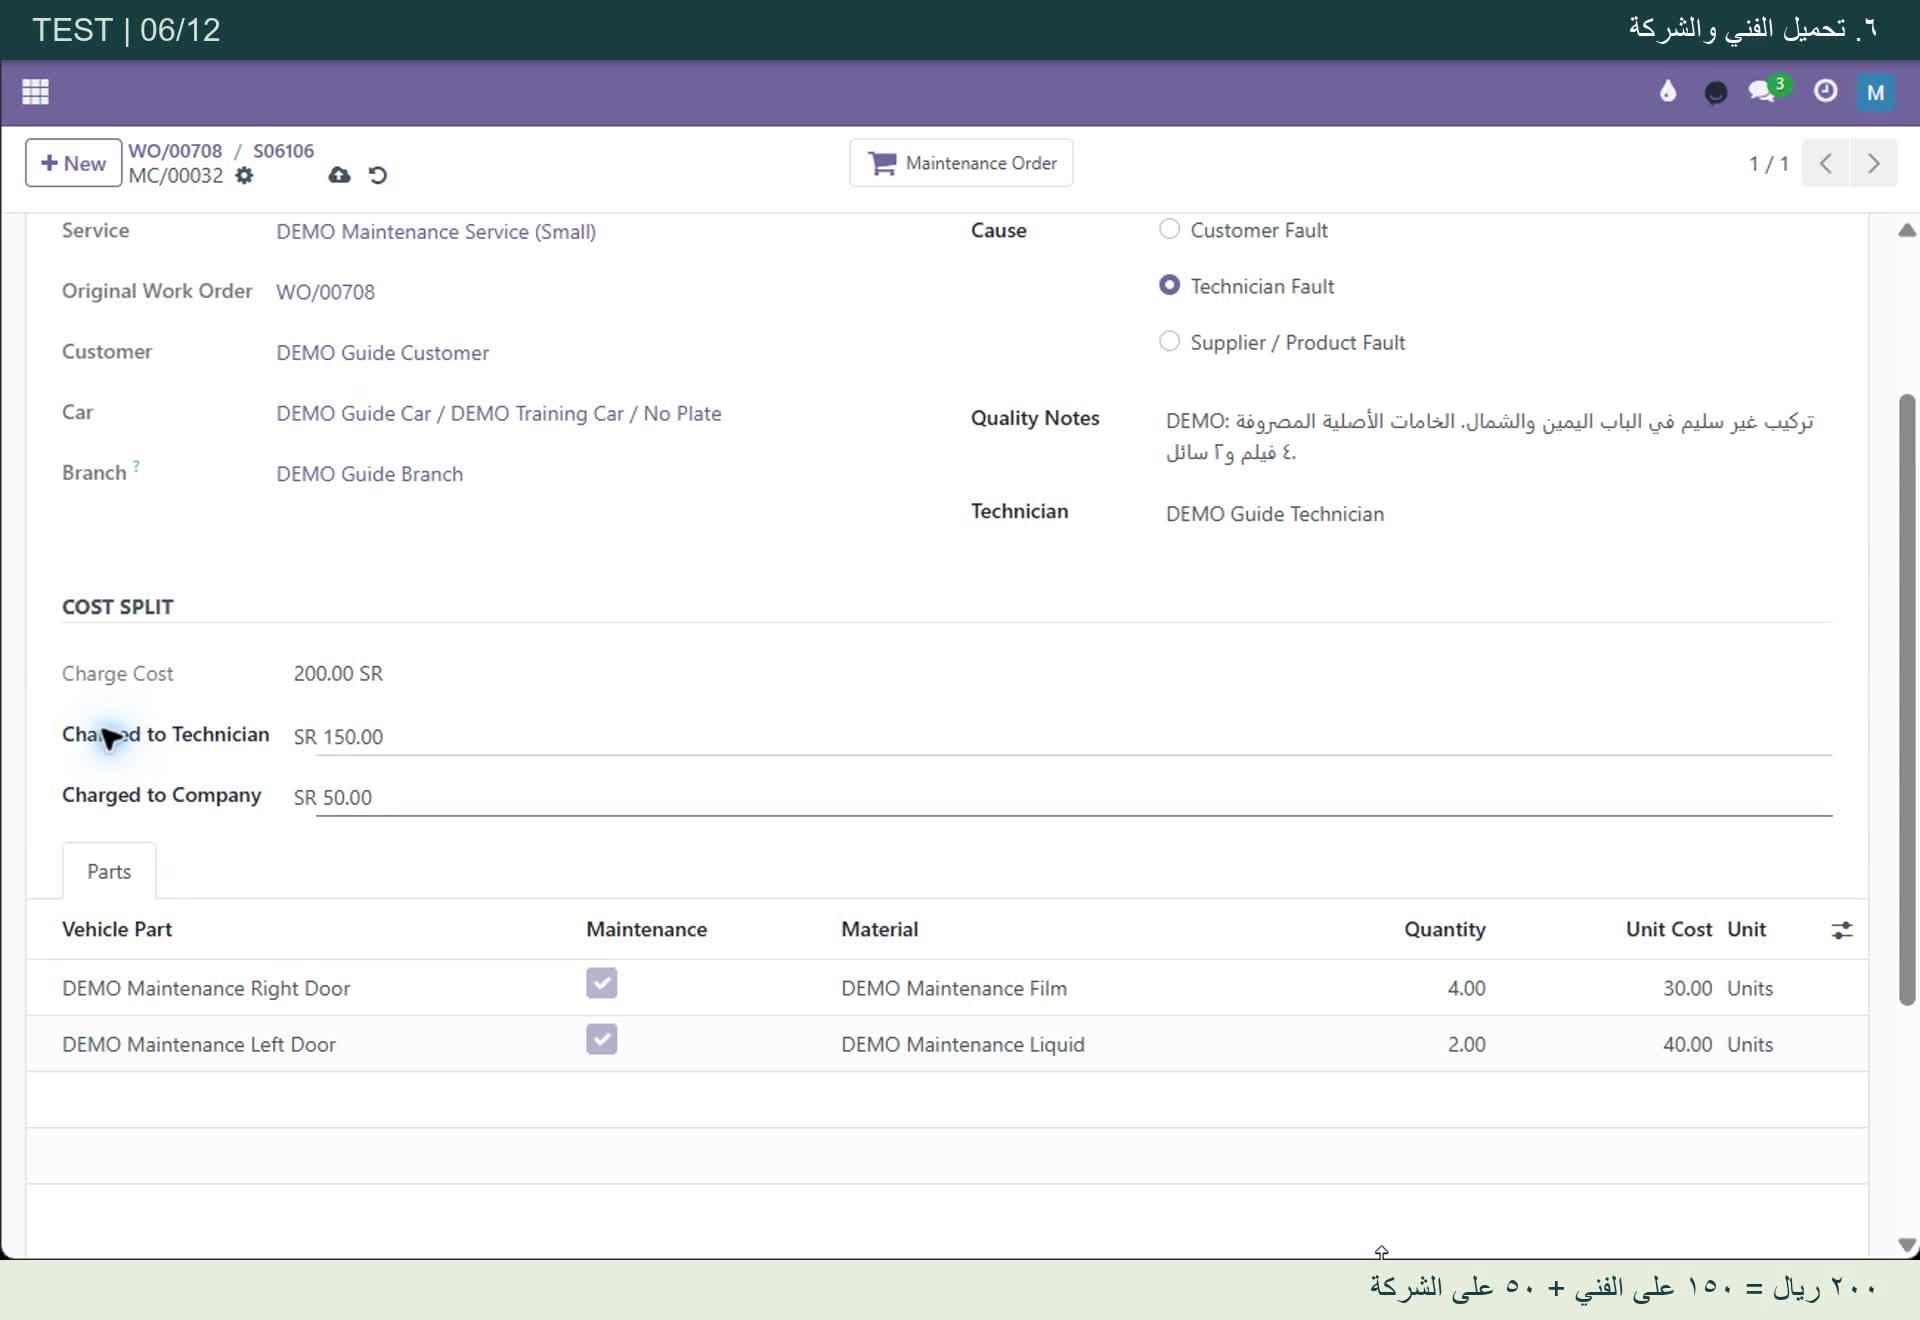 TEST | 06/12
٦. تحميل الفني والشركة
3
M
New
WO/00708 / S06106
MC/00032
Maintenance Order
1 / 1
Service
DEMO Maintenance Service (Small)
Original Work Order
WO/00708
Customer
DEMO Guide Customer
Car
DEMO Guide Car / DEMO Training Car / No Plate
Branch ?
DEMO Guide Branch
Cause
Customer Fault
Technician Fault
Supplier / Product Fault
Quality Notes
DEMO: تركيب غير سليم في الباب اليمين والشمال. الخامات الأصلية المصروفة
٤ فيلم و٢ سائل.
Technician
DEMO Guide Technician
COST SPLIT
Charge Cost
200.00 SR
to Technician
SR 150.00
Charged to Company
SR 50.00
Parts
Vehicle Part Maintenance Material Quantity Unit Cost Unit
DEMO Maintenance Right Door DEMO Maintenance Film 4.00 30.00 Units
DEMO Maintenance Left Door DEMO Maintenance Liquid 2.00 40.00 Units
٢٠٠ ريال = ١٥٠ على الفني + ٥٠ على الشركة